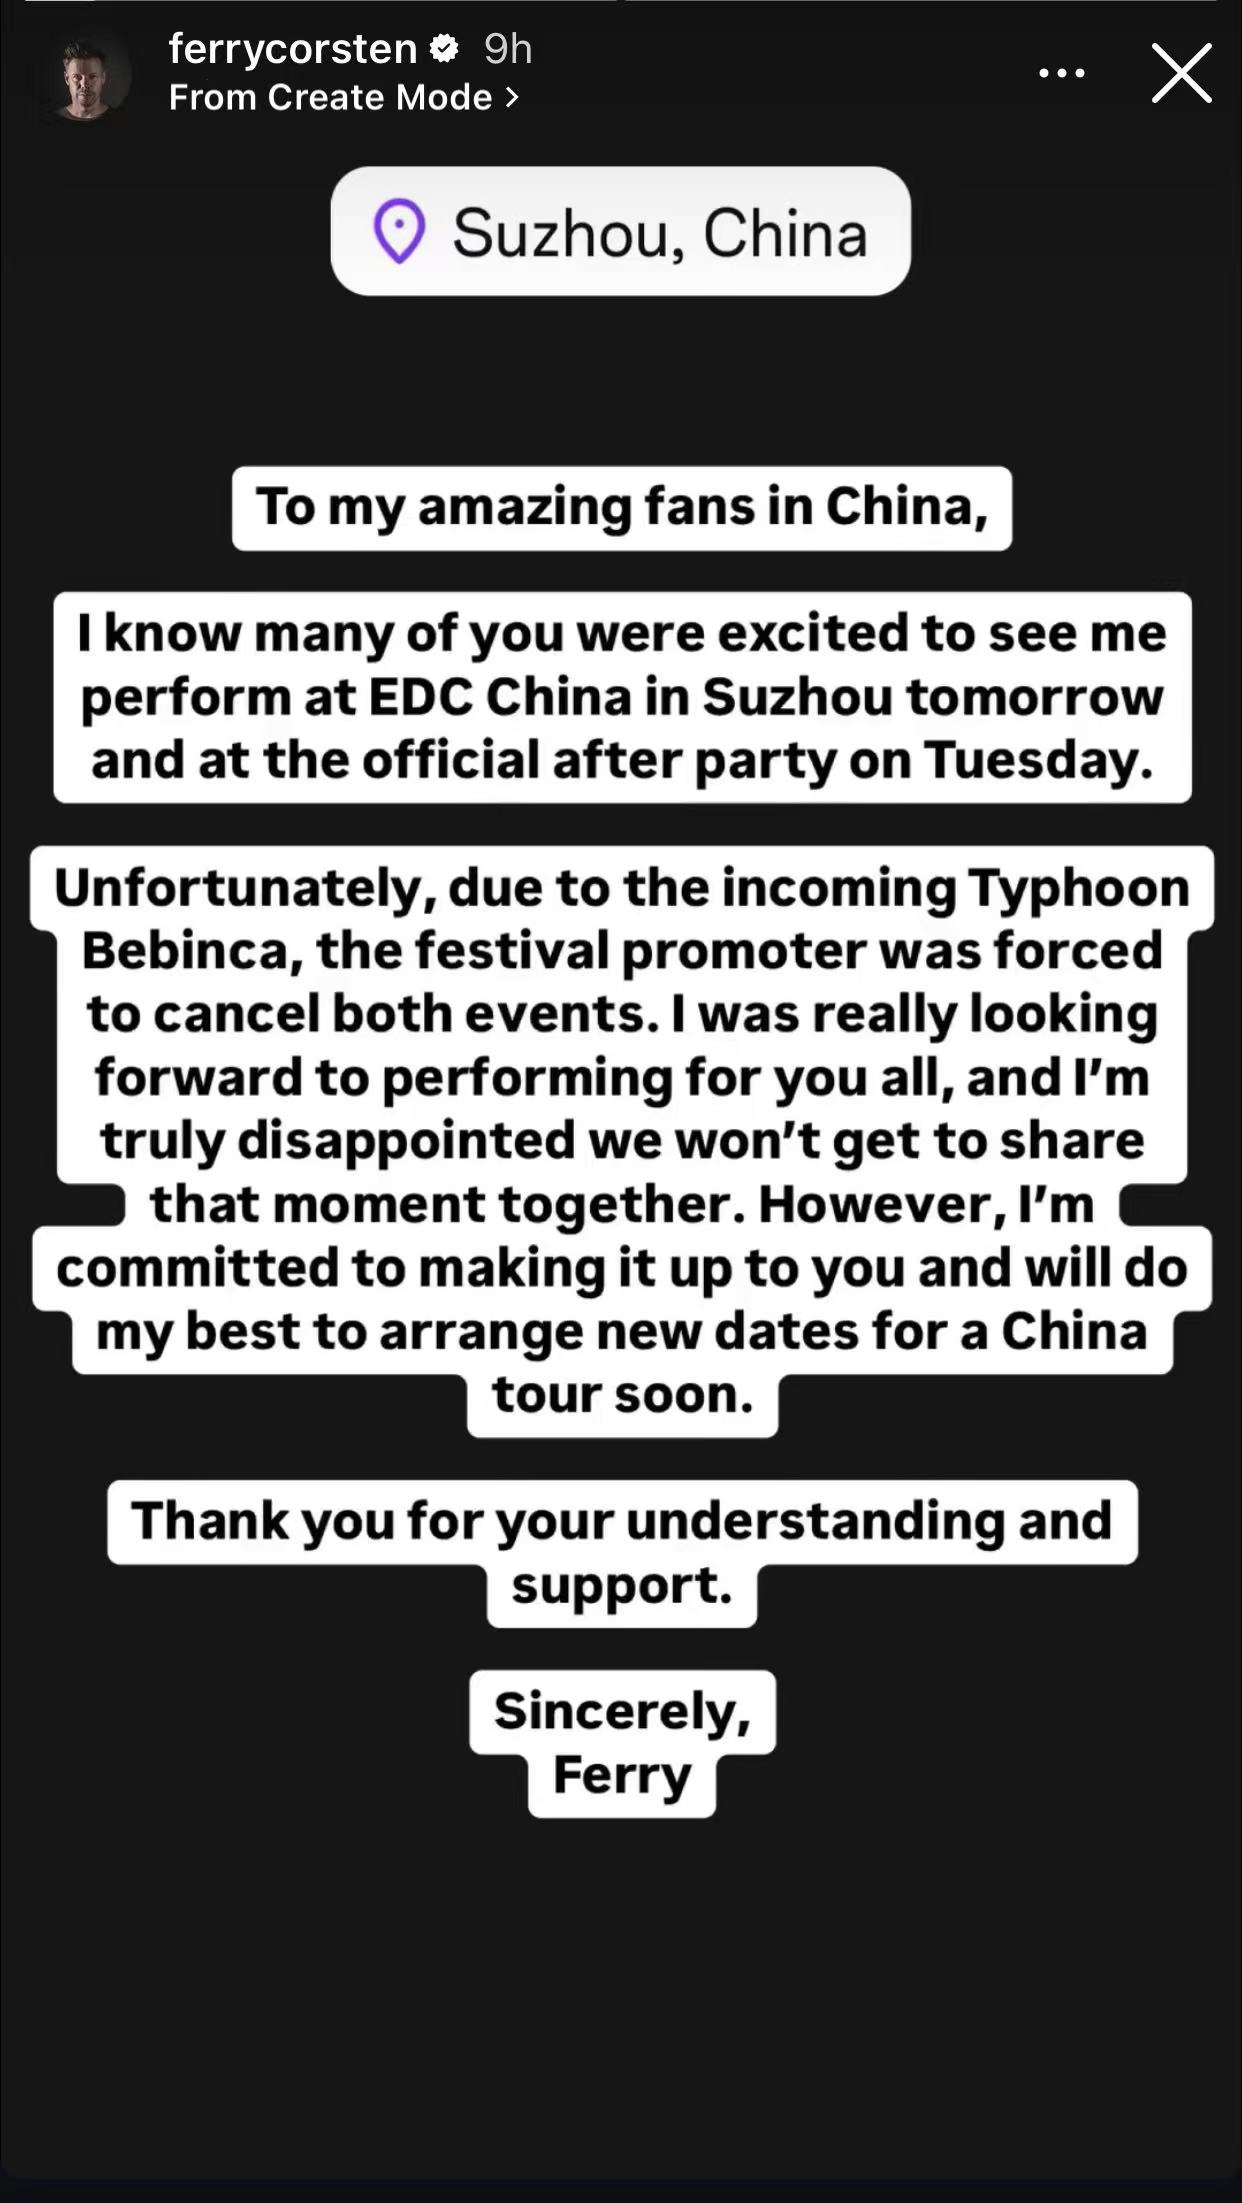 ferrycorsten 9h
From Create Mode >
Suzhou, China
To my amazing fans in China,
I know many of you were excited to see me
perform at EDC China in Suzhou tomorrow
and at the official after party on Tuesday.
Unfortunately, due to the incoming Typhoon
Bebinca, the festival promoter was forced
to cancel both events. I was really looking
forward to performing for you all, and I’m
truly disappointed we won’t get to share
that moment together. However, I’m
committed to making it up to you and will do
my best to arrange new dates for a China
tour soon.
Thank you for your understanding and
support.
Sincerely,
Ferry